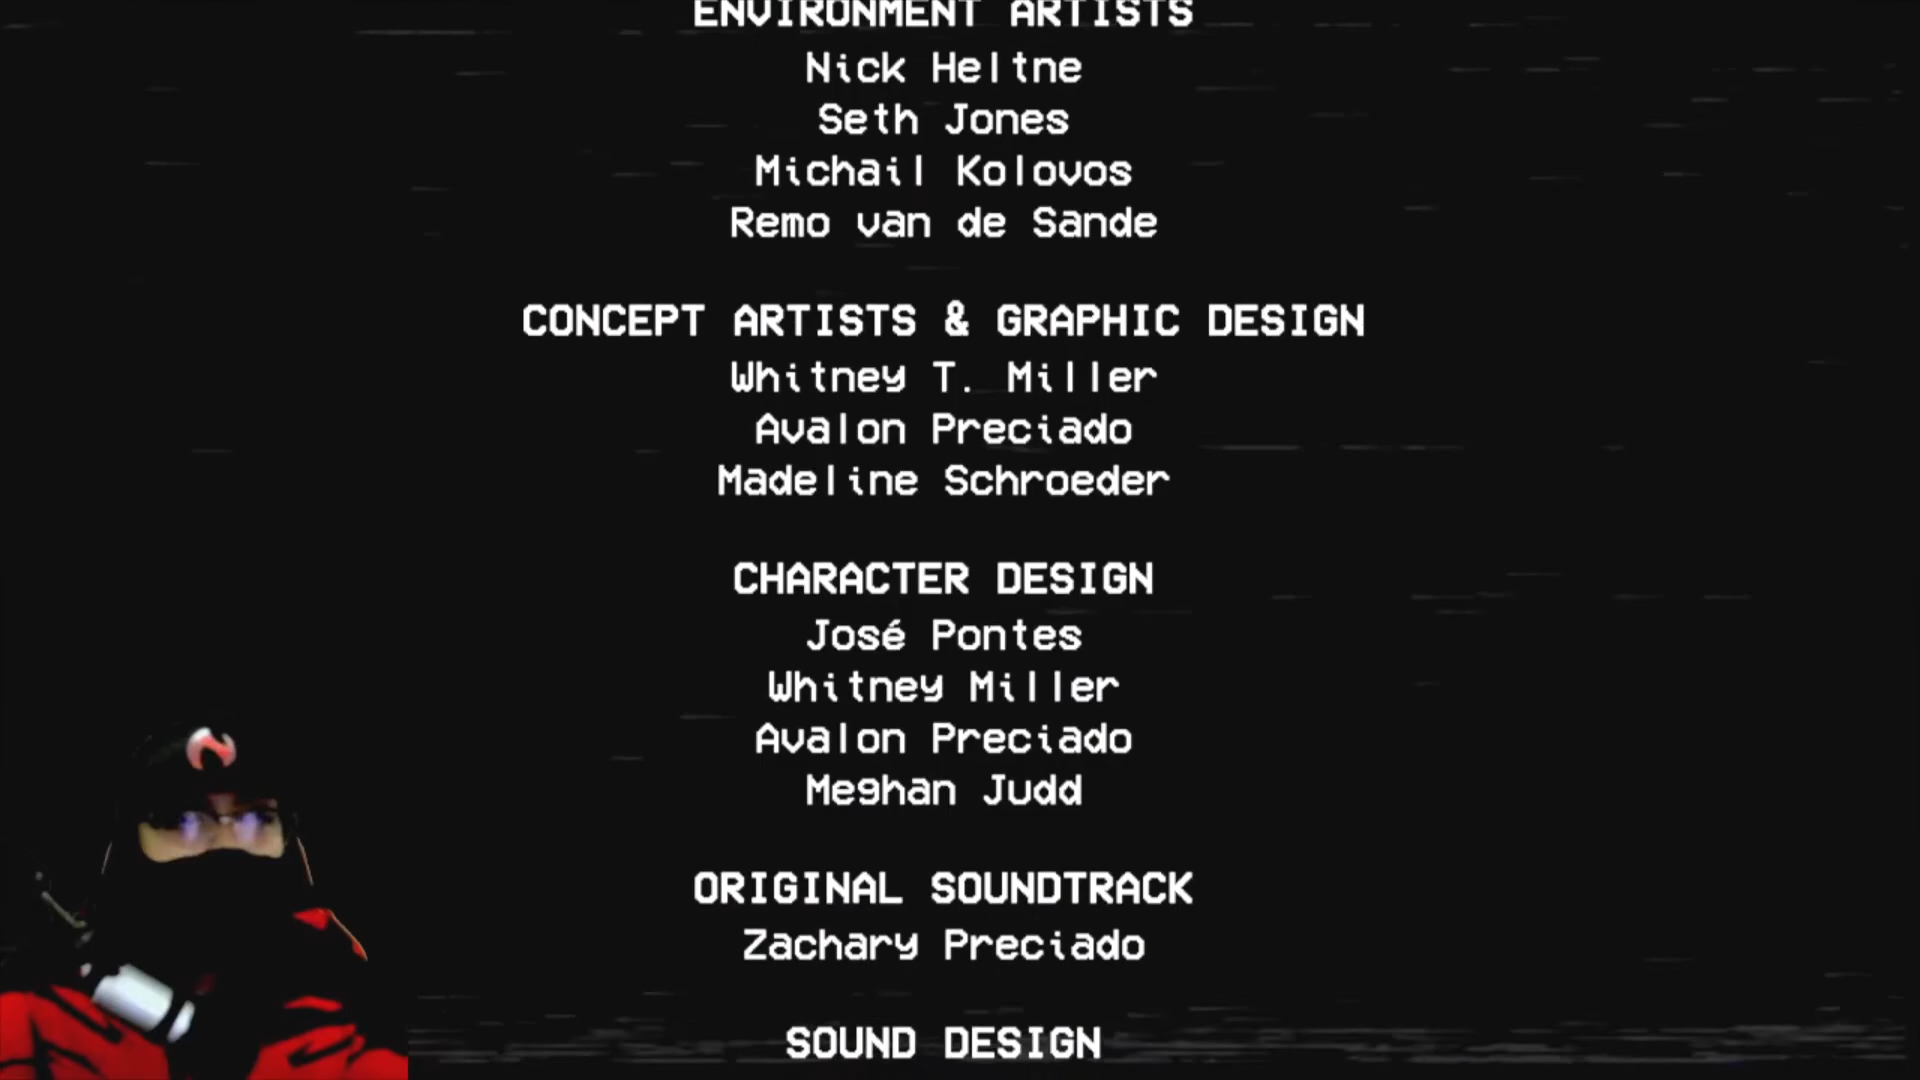 ENVIRONMENT ARTISTS
Nick Heltne
Seth Jones
Michail Kolovos
Remo van de Sande
CONCEPT ARTISTS & GRAPHIC DESIGN
Whitney T. Miller
Avalon Preciado
Madeline Schroeder
CHARACTER DESIGN
José Pontes
Whitney Miller
Avalon Preciado
Meghan Judd
ORIGINAL SOUNDTRACK
Zachary Preciado
SOUND DESIGN